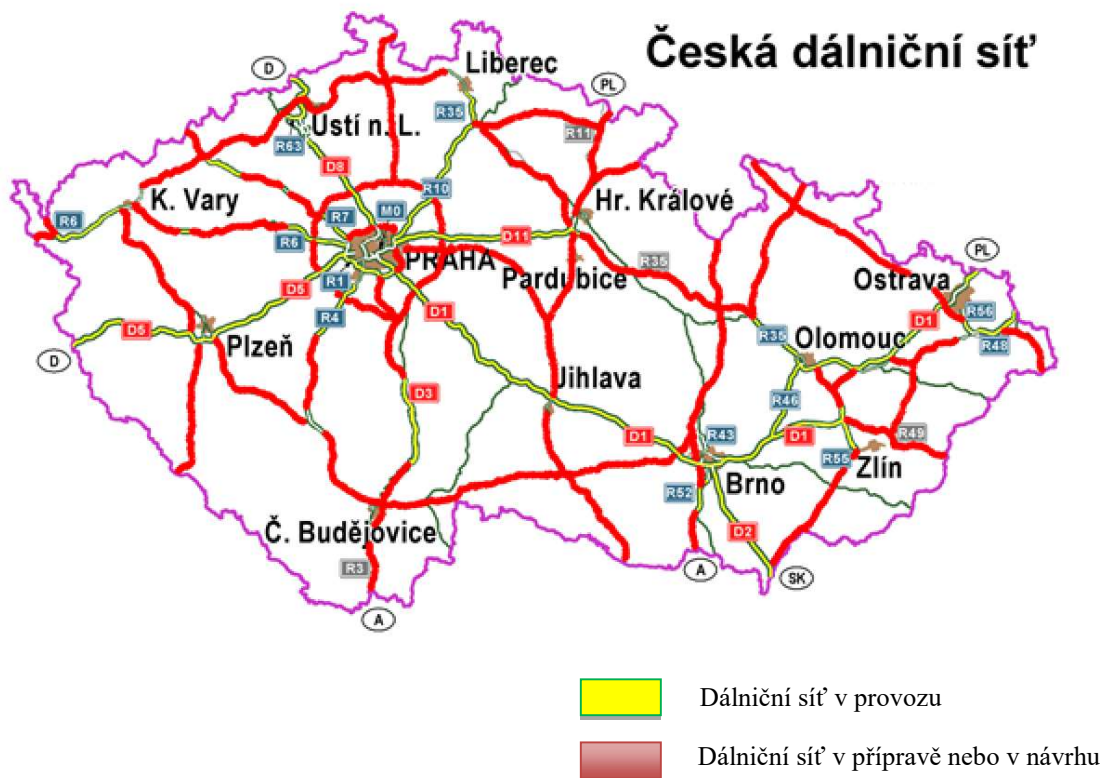 Česká dálniční síť
D
Liberec
PL
R35
R11
Ústí n. L.
R63
D8
R10
K. Vary
Hr. Králové
R6
R7
M0
R6
D11
PRAHA
R35
PL
Pardubice
Ostrava
D5
R1
D1
D1
R56
R4
D5
R35
Olomouc
R48
Plzeň
D
Jihlava
D3
R46
D1
R43
D1
R49
R55
Zlín
Brno
R52
Č. Budějovice
D2
R3
A
SK
A
Dálniční síť v provozu
Dálniční síť v přípravě nebo v návrhu